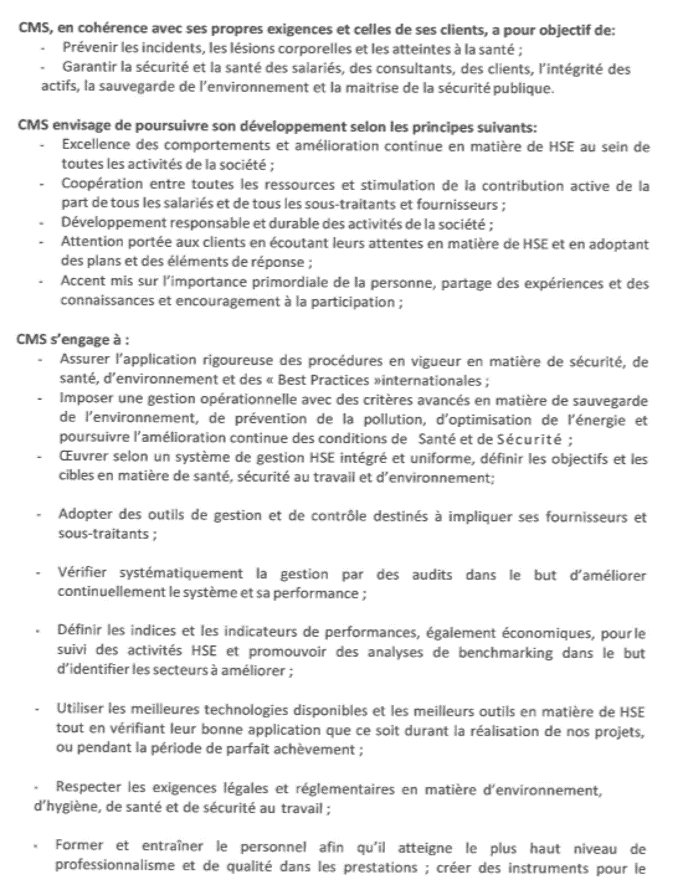 CMS, en cohérence avec ses propres exigences et celles de ses clients, a pour objectif de:
- Prévenir les incidents, les lésions corporelles et les atteintes à la santé ;
- Garantir la sécurité et la santé des salariés, des consultants, des clients, l'intégrité des
actifs, la sauvegarde de l'environnement et la maitrise de la sécurité publique.
CMS envisage de poursuivre son développement selon les principes suivants:
- Excellence des comportements et amélioration continue en matière de HSE au sein de
toutes les activités de la société ;
- Coopération entre toutes les ressources et stimulation de la contribution active de la
part de tous les salariés et de tous les sous-traitants et fournisseurs ;
- Développement responsable et durable des activités de la société ;
- Attention portée aux clients en écoutant leurs attentes en matière de HSE et en adoptant
des plans et des éléments de réponse ;
- Accent mis sur l'importance primordiale de la personne, partage des expériences et des
connaissances et encouragement à la participation ;
CMS s'engage à :
- Assurer l'application rigoureuse des procédures en vigueur en matière de sécurité, de
santé, d'environnement et des « Best Practices »internationales ;
- Imposer une gestion opérationnelle avec des critères avancés en matière de sauvegarde
de l'environnement, de prévention de la pollution, d'optimisation de l'énergie et
poursuivre l'amélioration continue des conditions de Santé et de Sécurité ;
- Œuvrer selon un système de gestion HSE intégré et uniforme, définir les objectifs et les
cibles en matière de santé, sécurité au travail et d'environnement;
- Adopter des outils de gestion et de contrôle destinés à impliquer ses fournisseurs et
sous-traitants ;
- Vérifier systématiquement la gestion par des audits dans le but d'améliorer
continuellement le système et sa performance ;
- Définir les indices et les indicateurs de performances, également économiques, pour le
suivi des activités HSE et promouvoir des analyses de benchmarking dans le but
d'identifier les secteurs à améliorer ;
- Utiliser les meilleures technologies disponibles et les meilleurs outils en matière de HSE
tout en vérifiant leur bonne application que ce soit durant la réalisation de nos projets,
ou pendant la période de parfait achèvement ;
- Respecter les exigences légales et réglementaires en matière d'environnement,
d'hygiène, de santé et de sécurité au travail ;
- Former et entraîner le personnel afin qu'il atteigne le plus haut niveau de
professionnalisme et de qualité dans les prestations ; créer des instruments pour le